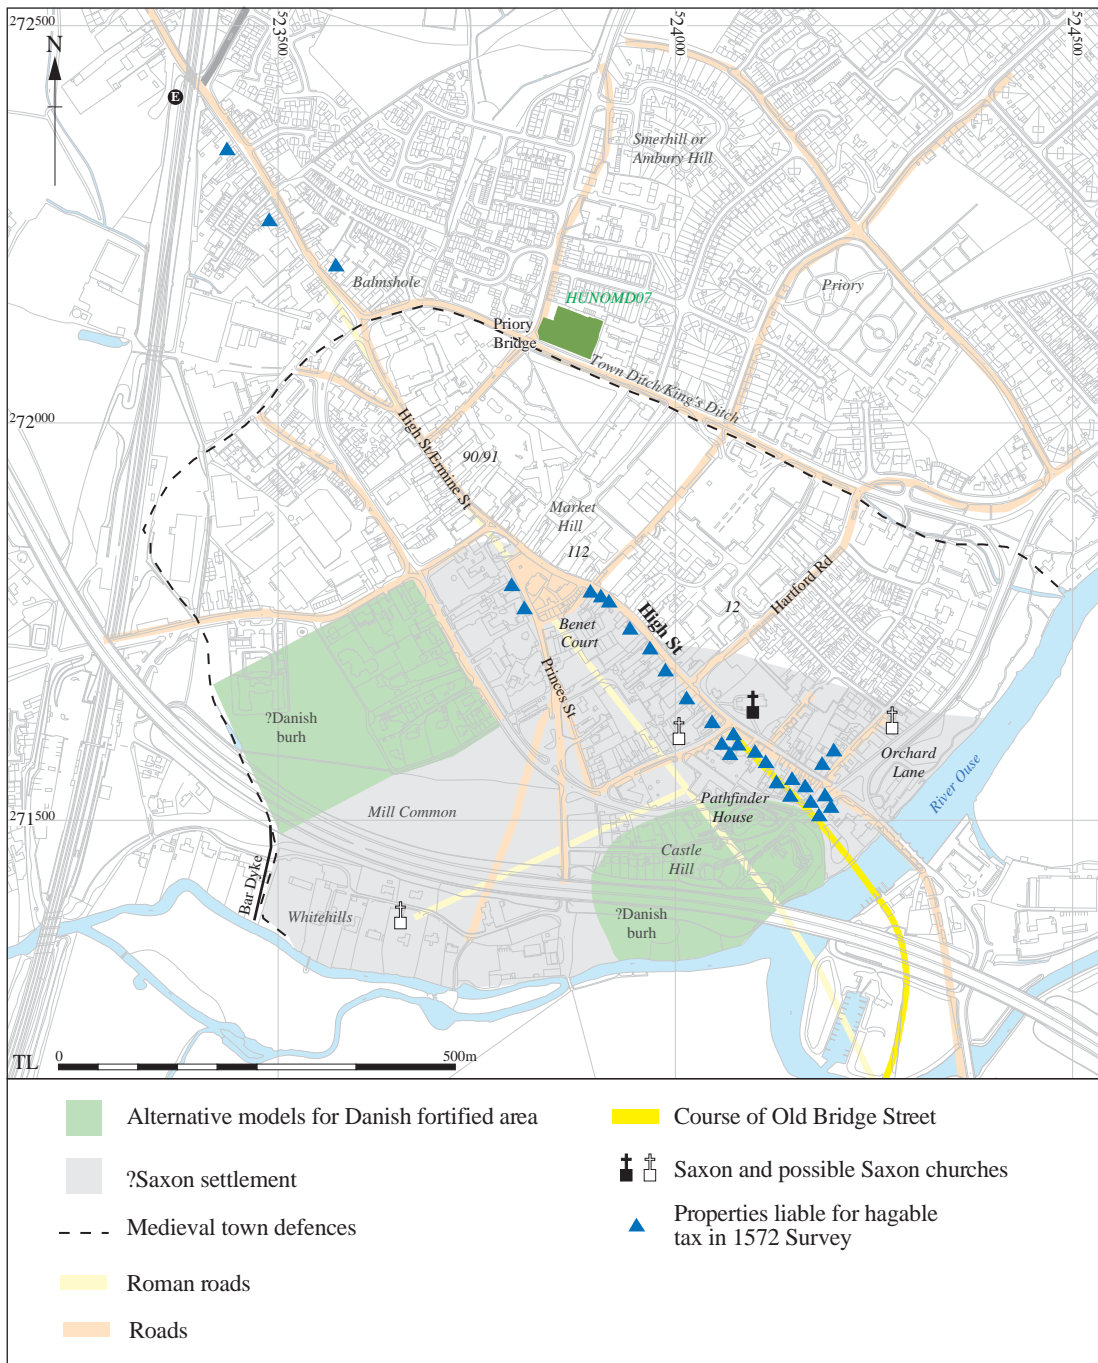 272500
523500
524000
524500
N
E
Smerhill or
Ambury Hill
Balmshole
Priory
HUNOMD07
Priory
Bridge
Town Ditch/King's Ditch
272000
High St/Ermine St
90/91
Market
Hill
112
12
Hartford Rd
High St
Benet
Court
Princes St
?Danish
burh
Orchard
Lane
River Ouse
Pathfinder
House
Mill Common
271500
Castle
Hill
Bar Dyke
Whitehills
?Danish
burh
TL
0
500m
Alternative models for Danish fortified area
?Saxon settlement
Medieval town defences
Roman roads
Roads
Course of Old Bridge Street
Saxon and possible Saxon churches
Properties liable for hagable
tax in 1572 Survey